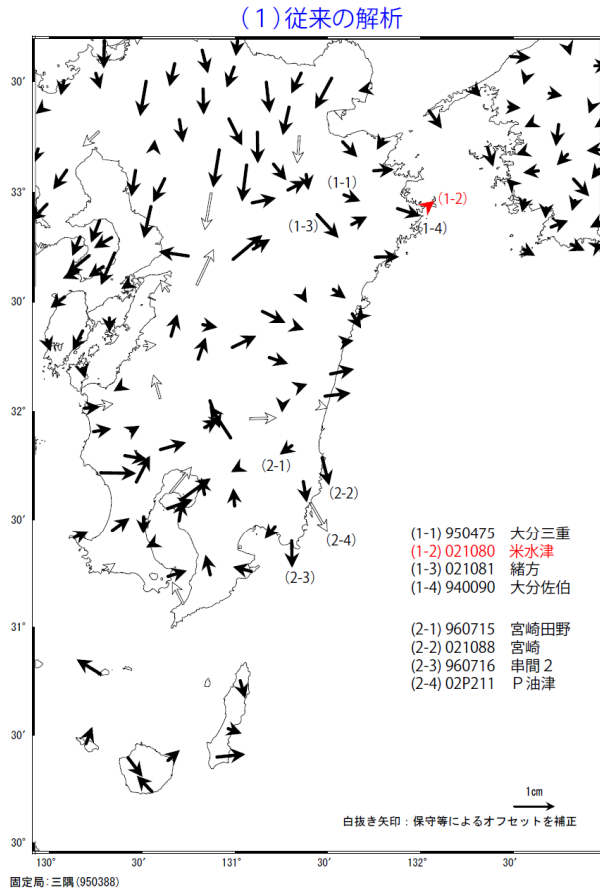 (1)従来の解析
30′
33°
30′
32°
30′
31°
30′
30°
130°
30′
131°
30′
132°
30′
(1-1)
(1-2)
(1-3)
(1-4)
(2-1)
(2-2)
(2-4)
(2-3)
(1-1) 950475 大分三重
(1-2) 021080 米水津
(1-3) 021081 緒方
(1-4) 940090 大分佐伯
(2-1) 960715 宮崎田野
(2-2) 021088 宮崎
(2-3) 960716 串間2
(2-4) 02P211 P油津
1cm
白抜き矢印:保守等によるオフセットを補正
固定局:三隅(950388)